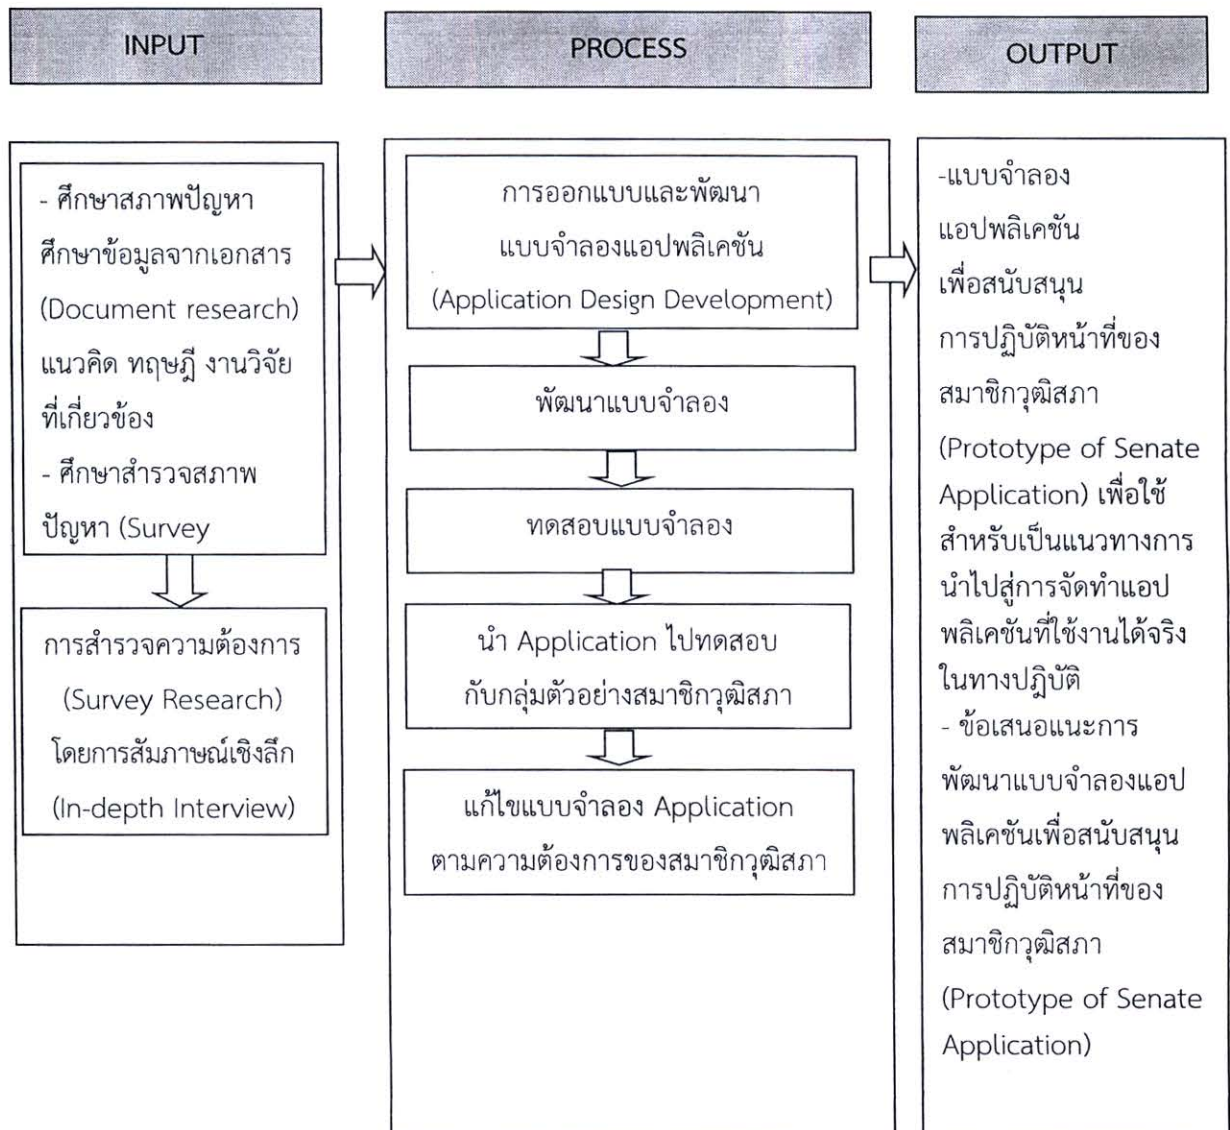 INPUT
PROCESS
OUTPUT
- ศึกษาสภาพปัญหา
ศึกษาข้อมูลจากเอกสาร
(Document research)
แนวคิด ทฤษฎี งานวิจัย
ที่เกี่ยวข้อง
- ศึกษาสำรวจสภาพ
ปัญหา (Survey
การสำรวจความต้องการ
(Survey Research)
โดยการสัมภาษณ์เชิงลึก
(In-depth Interview)
การออกแบบและพัฒนา
แบบจำลองแอปพลิเคชัน
(Application Design Development)
พัฒนาแบบจำลอง
ทดสอบแบบจำลอง
นำ Application ไปทดสอบ
กับกลุ่มตัวอย่างสมาชิกวุฒิสภา
แก้ไขแบบจำลอง Application
ตามความต้องการของสมาชิกวุฒิสภา
-แบบจำลอง
แอปพลิเคชัน
เพื่อสนับสนุน
การปฏิบัติหน้าที่ของ
สมาชิกวุฒิสภา
(Prototype of Senate
Application) เพื่อใช้
สำหรับเป็นแนวทางการ
นำไปสู่การจัดทำแอป
พลิเคชันที่ใช้งานได้จริง
ในทางปฏิบัติ
- ข้อเสนอแนะการ
พัฒนาแบบจำลองแอป
พลิเคชันเพื่อสนับสนุน
การปฏิบัติหน้าที่ของ
สมาชิกวุฒิสภา
(Prototype of Senate
Application)